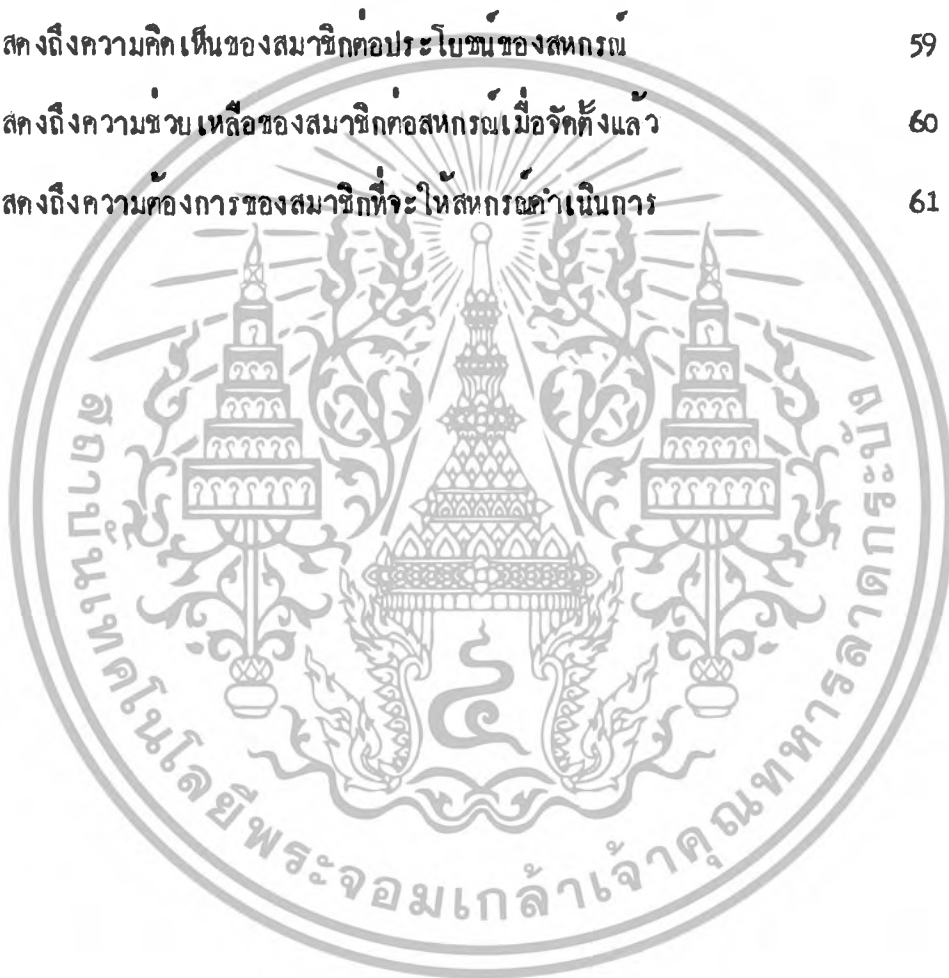 สดงถึงความคิดเห็นของสมาชิกต่อประโยชน์ของสหกรณ์ 59
สดงถึงความช่วยเหลือของสมาชิกต่อสหกรณ์เมื่อจัดตั้งแล้ว 60
สดงถึงความต้องการของสมาชิกที่จะให้สหกรณ์ดำเนินการ 61
สถาบันเทคโนโลยีพระจอมเกล้าเจ้าคุณทหารลาดกระบัง